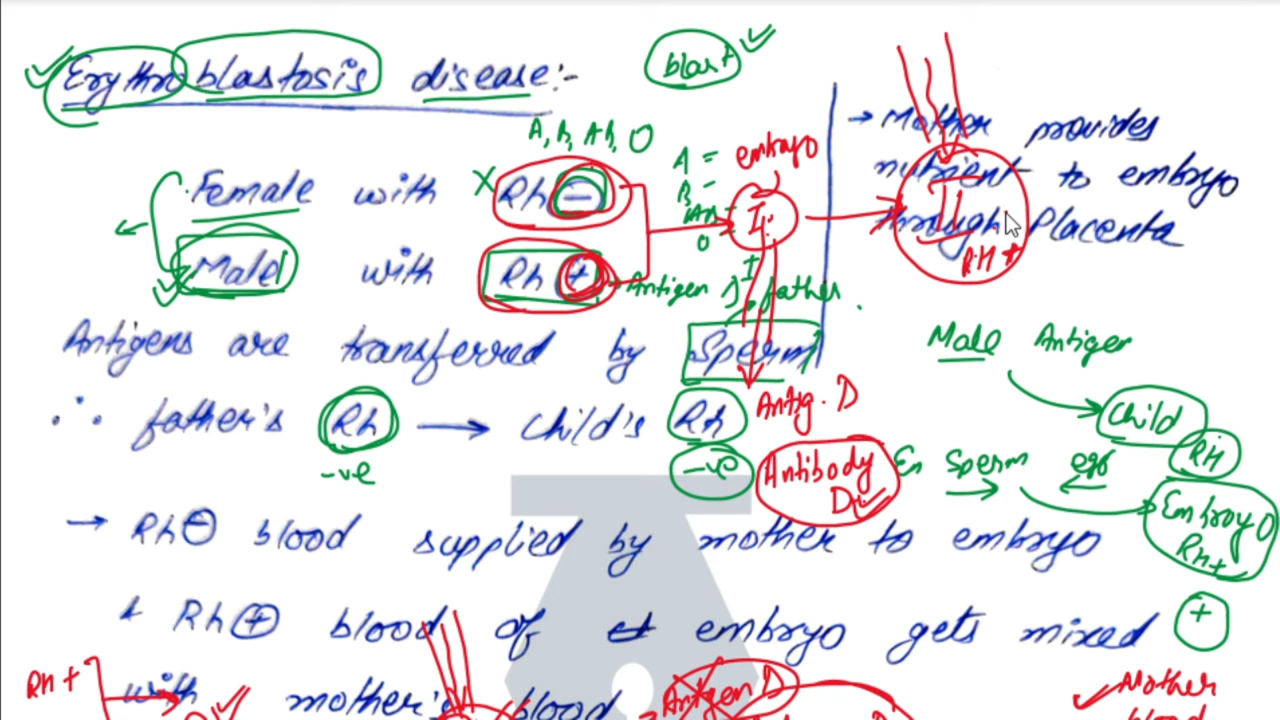 Erythroblastosis disease:-
blast
A, B, AB, O
Female with Rh -
A =
B -
AB -
O
embryo
I
→ Mother provides
nutrient to embryo
through Placenta
II
RH +
Male with Rh +
Antigen D
father
Antigens are transferred by Sperm
Male Antigen
∴ father's Rh → Child's Rh
-ve
-ve
Antig. D
Antibody
D
Child
RH
Sperm
Embroyo
RH+
→ Rh - blood supplied by mother to embryo
+
& Rh + blood of embryo gets mixed
RH +
with mother's blood
Antigen D
Mother
blood